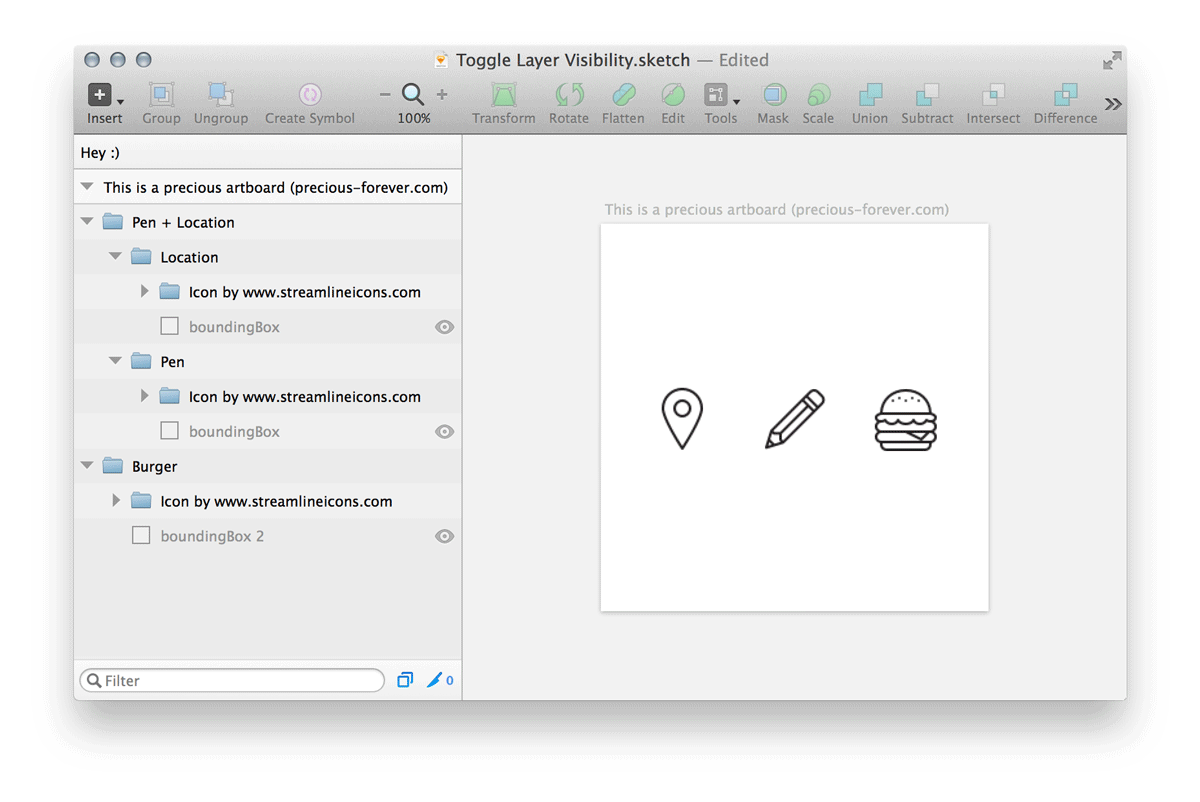 Toggle Layer Visibility.sketch — Edited
Insert Group Ungroup Create Symbol 100% Transform Rotate Flatten Edit Tools Mask Scale Union Subtract Intersect Difference
Hey :)
This is a precious artboard (precious-forever.com)
Pen + Location
Location
Icon by www.streamlineicons.com
boundingBox
Pen
Icon by www.streamlineicons.com
boundingBox
Burger
Icon by www.streamlineicons.com
boundingBox 2
Filter
0
This is a precious artboard (precious-forever.com)